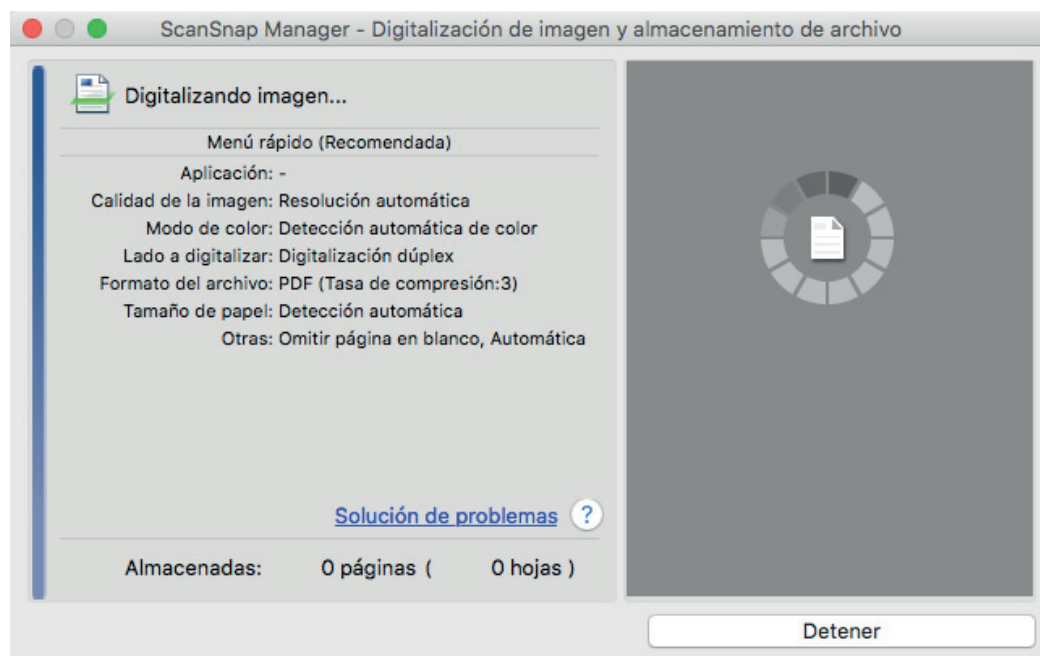 ScanSnap Manager - Digitalización de imagen y almacenamiento de archivo
Digitalizando imagen...
Menú rápido (Recomendada)
Aplicación: -
Calidad de la imagen: Resolución automática
Modo de color: Detección automática de color
Lado a digitalizar: Digitalización dúplex
Formato del archivo: PDF (Tasa de compresión:3)
Tamaño de papel: Detección automática
Otras: Omitir página en blanco, Automática
Solución de problemas ?
Almacenadas: 0 páginas ( 0 hojas )
Detener